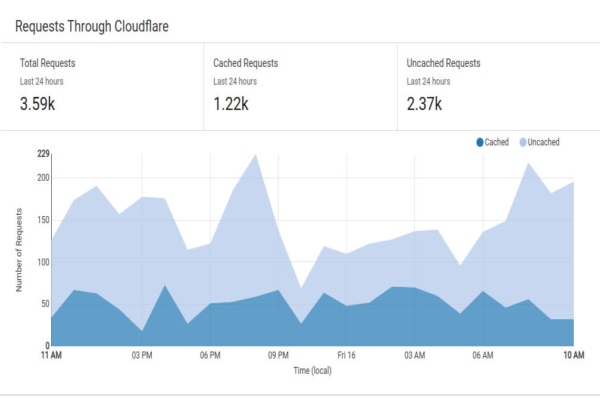 Requests Through Cloudflare
Total Requests
Last 24 hours
3.59k
Cached Requests
Last 24 hours
1.22k
Uncached Requests
Last 24 hours
2.37k
Cached Uncached
229
200
150
100
50
0
Number of Requests
11 AM 03 PM 06 PM 09 PM Fri 16 03 AM 06 AM 10 AM
Time (local)